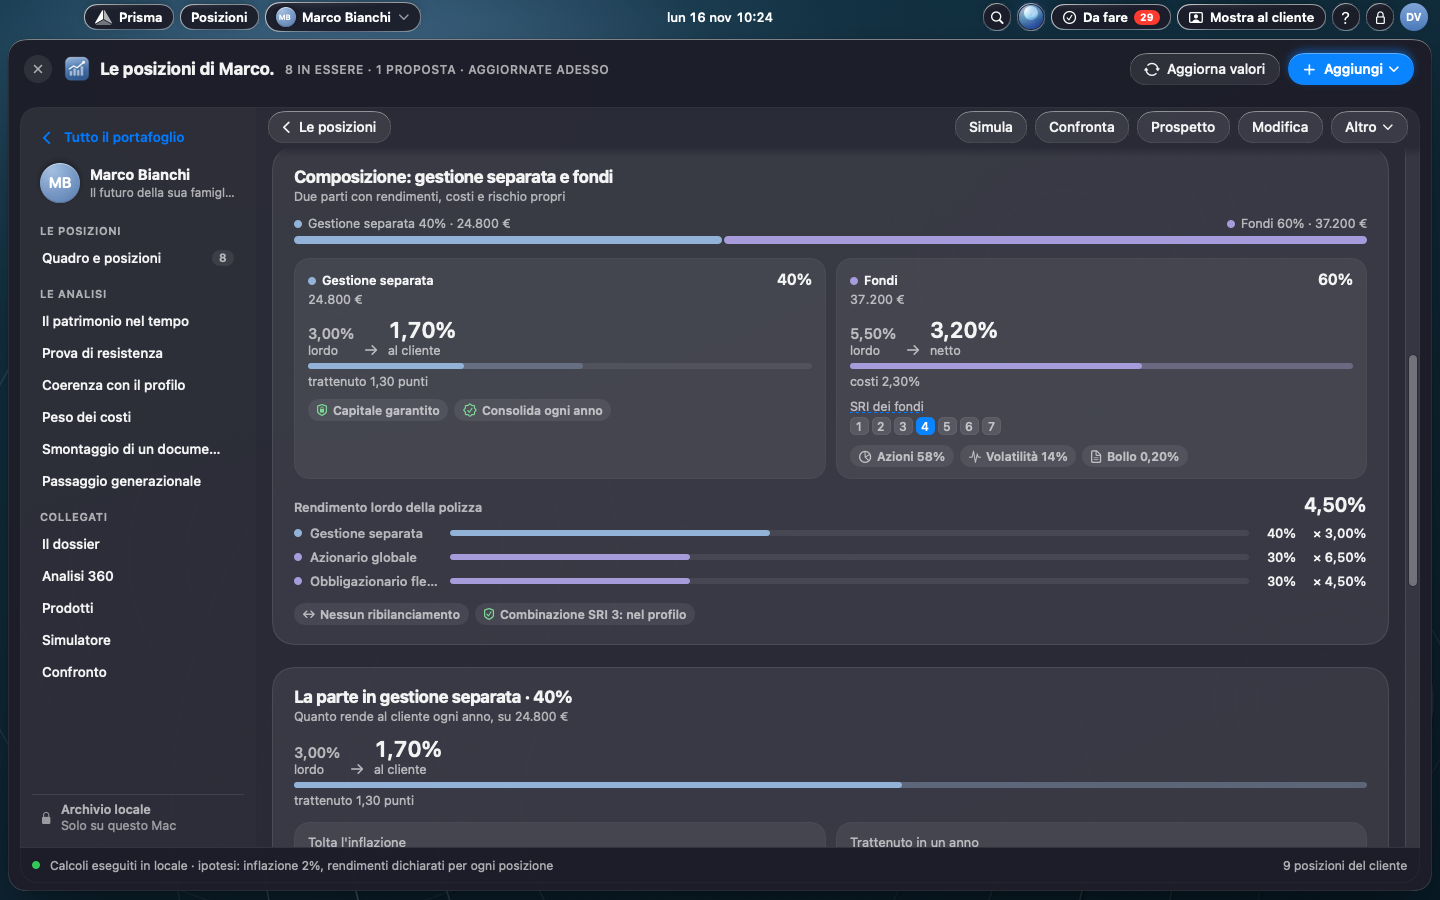 Prisma
Posizioni
MB Marco Bianchi
lun 16 nov 10:24
Da fare 29
Mostra al cliente
?
DV
Le posizioni di Marco.
8 IN ESSERE · 1 PROPOSTA · AGGIORNATE ADESSO
Aggiorna valori
+ Aggiungi
Tutto il portafoglio
MB
Marco Bianchi
Il futuro della sua famigl...
LE POSIZIONI
Quadro e posizioni 8
LE ANALISI
Il patrimonio nel tempo
Prova di resistenza
Coerenza con il profilo
Peso dei costi
Smontaggio di un docume...
Passaggio generazionale
COLLEGATI
Il dossier
Analisi 360
Prodotti
Simulatore
Confronto
Archivio locale
Solo su questo Mac
Le posizioni
Simula
Confronta
Prospetto
Modifica
Altro
Composizione: gestione separata e fondi
Due parti con rendimenti, costi e rischio propri
Gestione separata 40% · 24.800 €
Fondi 60% · 37.200 €
Gestione separata 40%
24.800 €
3,00% 1,70%
lordo → al cliente
trattenuto 1,30 punti
Capitale garantito
Consolida ogni anno
Fondi 60%
37.200 €
5,50% 3,20%
lordo → netto
costi 2,30%
SRI dei fondi
1 2 3 4 5 6 7
Azioni 58%
Volatilità 14%
Bollo 0,20%
Rendimento lordo della polizza 4,50%
Gestione separata 40% × 3,00%
Azionario globale 30% × 6,50%
Obbligazionario fle... 30% × 4,50%
Nessun ribilanciamento
Combinazione SRI 3: nel profilo
La parte in gestione separata · 40%
Quanto rende al cliente ogni anno, su 24.800 €
3,00% 1,70%
lordo → al cliente
trattenuto 1,30 punti
Tolta l'inflazione
Trattenuto in un anno
Calcoli eseguiti in locale · ipotesi: inflazione 2%, rendimenti dichiarati per ogni posizione
9 posizioni del cliente